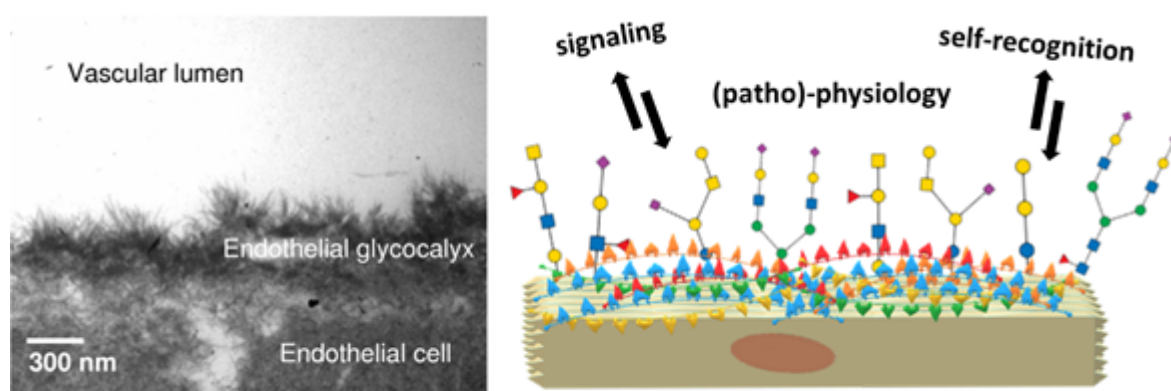 Vascular lumen
Endothelial glycocalyx
300 nm
Endothelial cell
signaling
self-recognition
(patho)-physiology